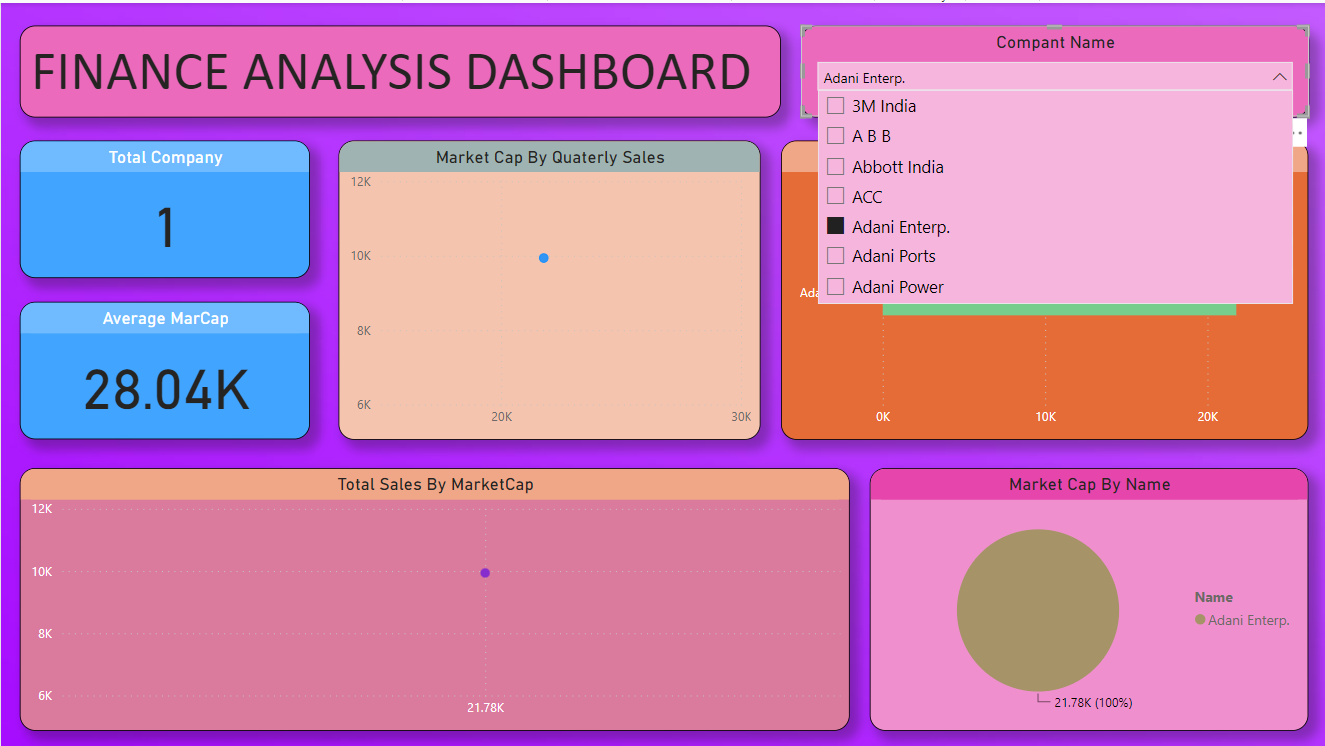 FINANCE ANALYSIS DASHBOARD
Compant Name
Adani Enterp.
3M India
A B B
Abbott India
ACC
Adani Enterp.
Adani Ports
Adani Power
Total Company
1
Average MarCap
28.04K
Market Cap By Quaterly Sales
12K
10K
8K
6K
20K
30K
0K
10K
20K
Total Sales By MarketCap
12K
10K
8K
6K
21.78K
Market Cap By Name
Name
Adani Enterp.
21.78K (100%)